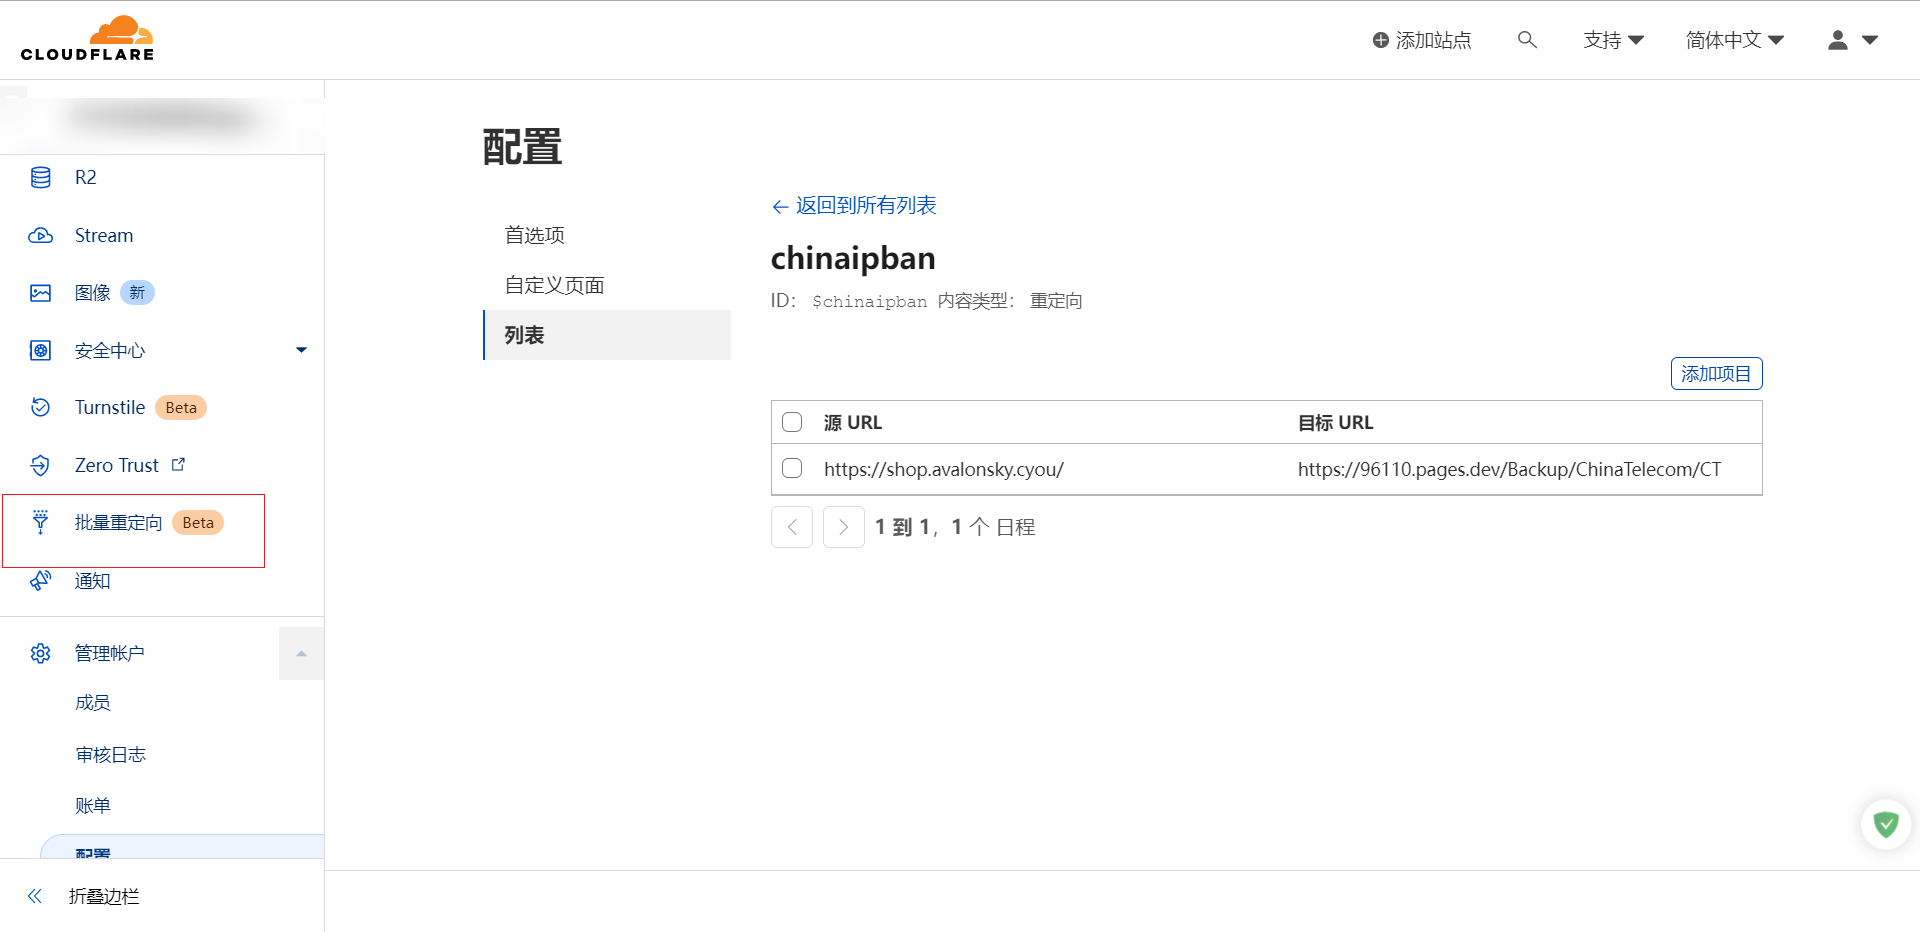 CLOUDFLARE
添加站点
支持
简体中文
R2
Stream
图像 新
安全中心
Turnstile Beta
Zero Trust
批量重定向 Beta
通知
管理帐户
成员
审核日志
账单
配置
折叠边栏
配置
首选项
自定义页面
列表
← 返回到所有列表
chinaipban
ID： $chinaipban 内容类型： 重定向
添加项目
源 URL 目标 URL
https://shop.avalonsky.cyou/ https://96110.pages.dev/Backup/ChinaTelecom/CT
1 到 1， 1 个 日程